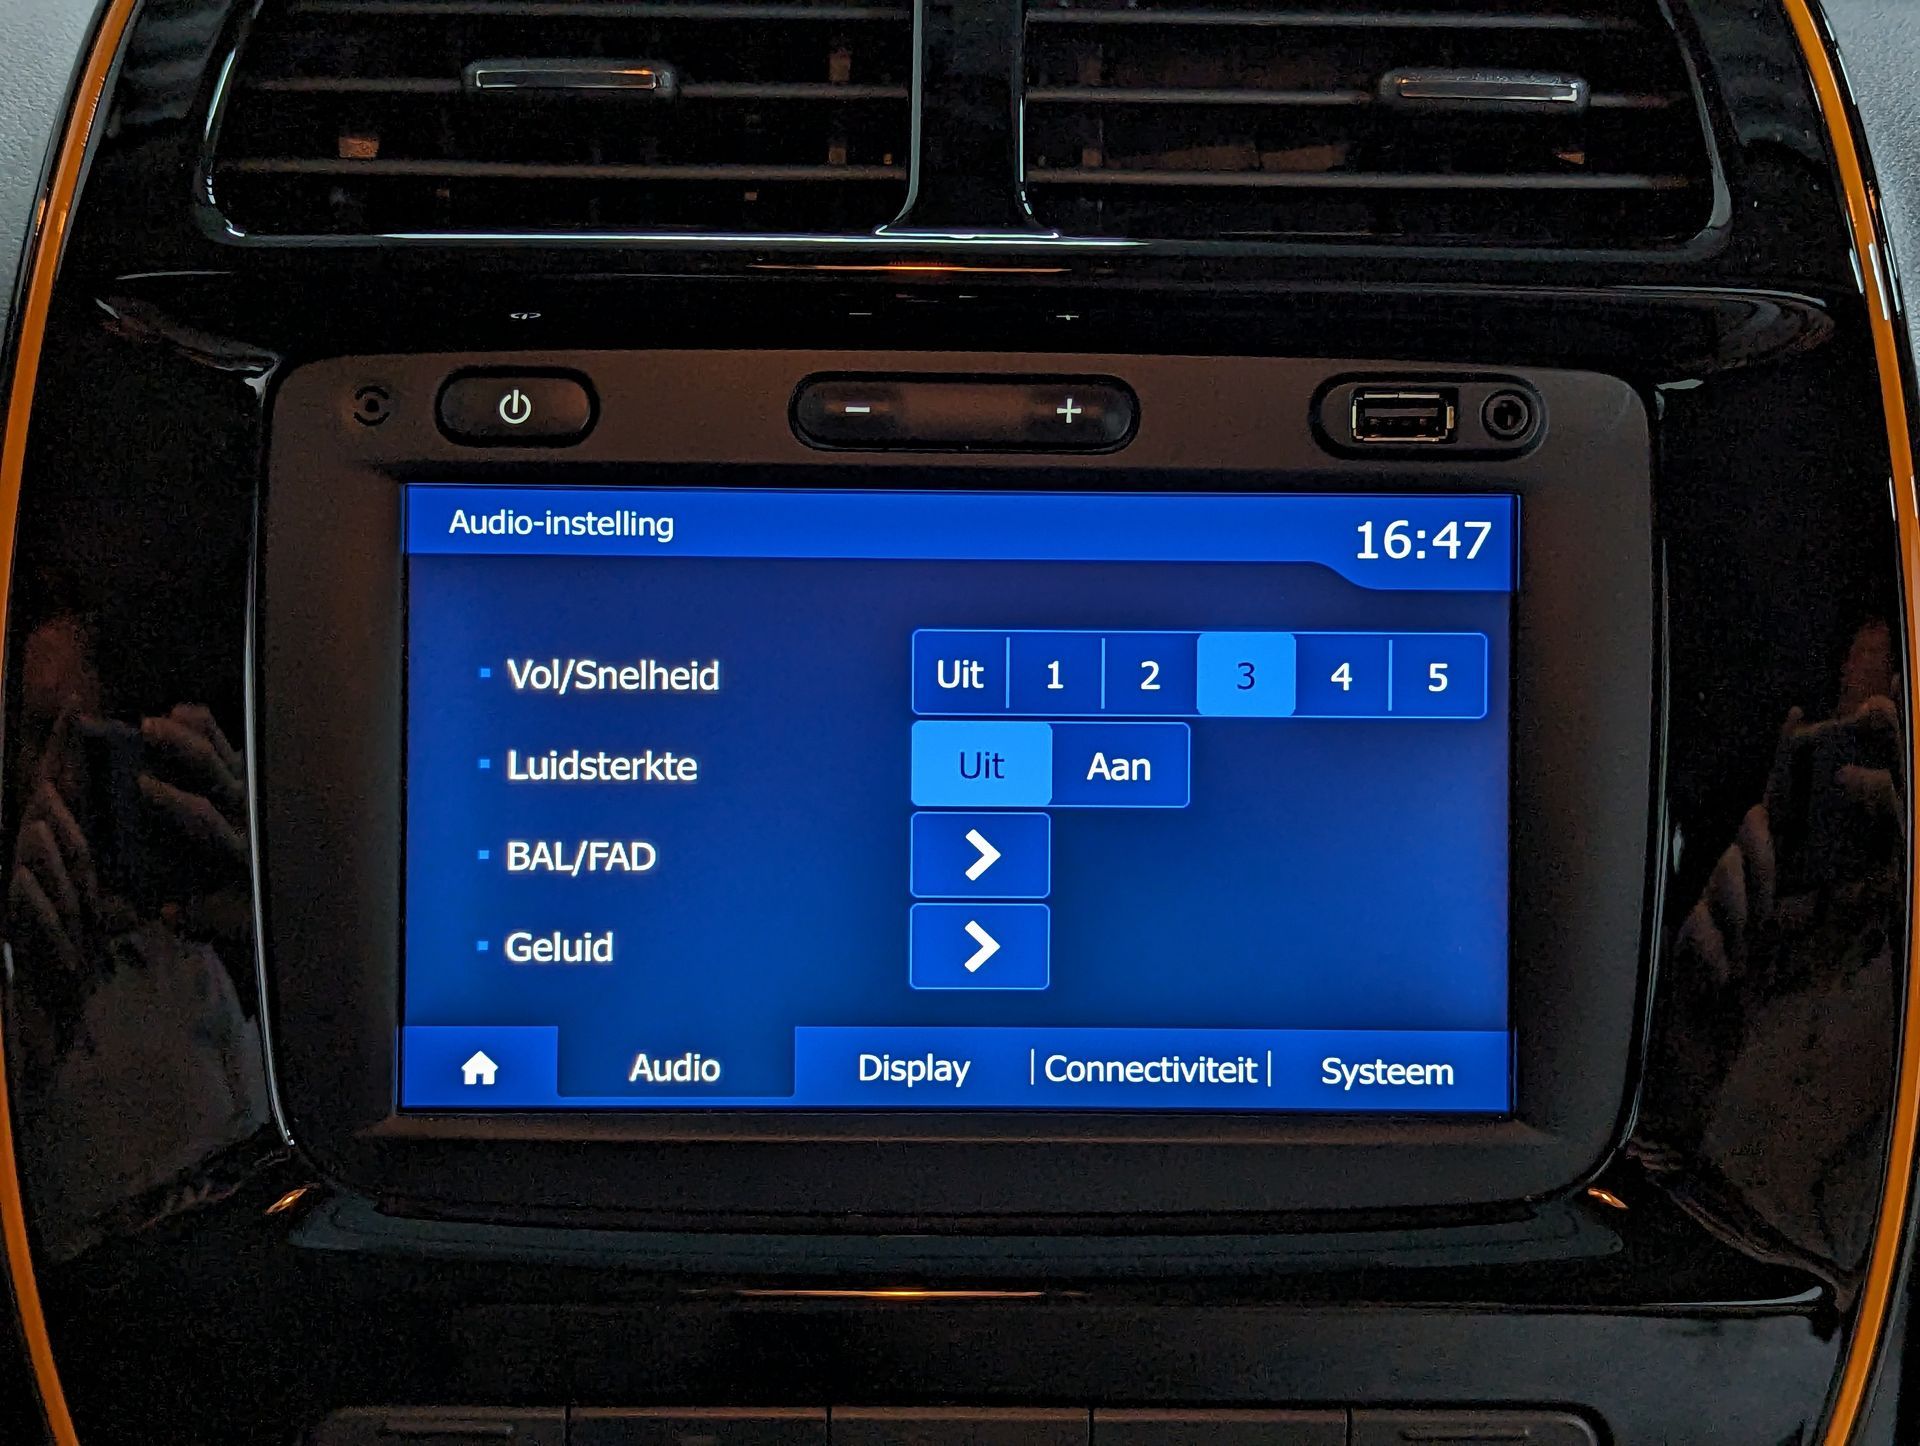 Audio-instelling
16:47
Vol/Snelheid Uit 1 2 3 4 5
Luidsterkte Uit Aan
BAL/FAD
Geluid
Audio Display Connectiviteit Systeem